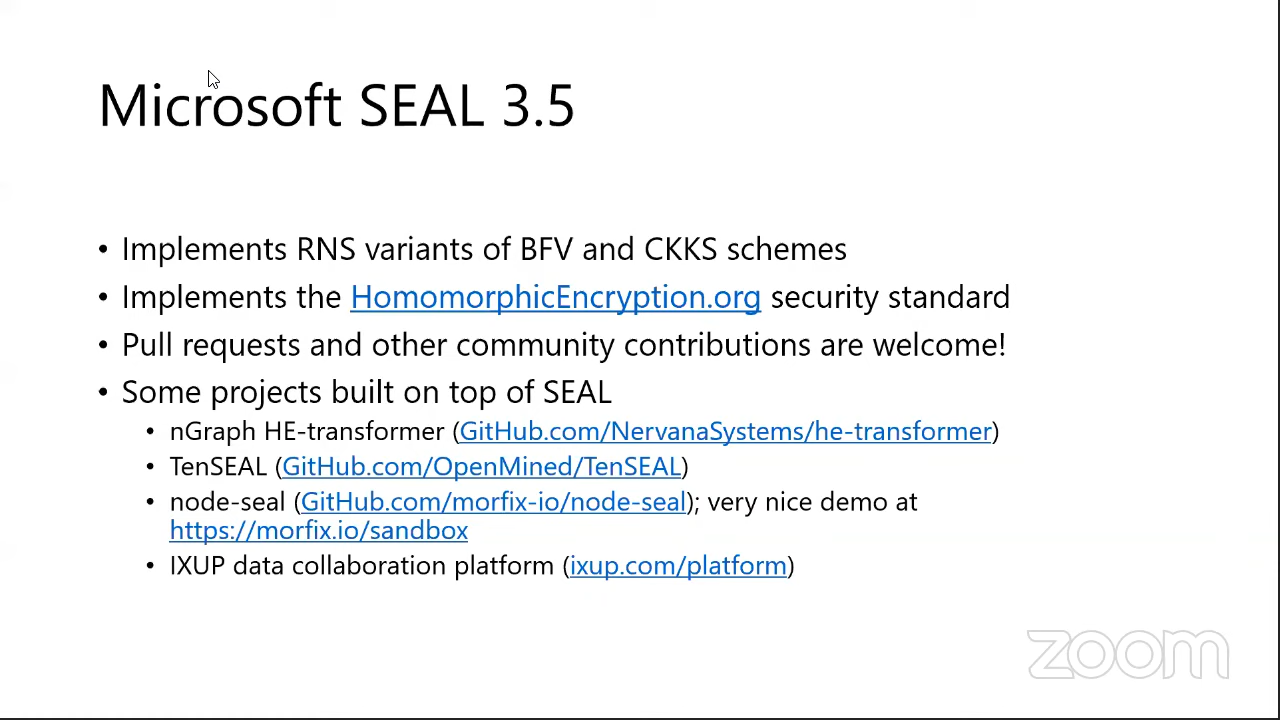 Microsoft SEAL 3.5
• Implements RNS variants of BFV and CKKS schemes
• Implements the HomomorphicEncryption.org security standard
• Pull requests and other community contributions are welcome!
• Some projects built on top of SEAL
• nGraph HE-transformer (GitHub.com/NervanaSystems/he-transformer)
• TenSEAL (GitHub.com/OpenMined/TenSEAL)
• node-seal (GitHub.com/morfix-io/node-seal); very nice demo at
https://morfix.io/sandbox
• IXUP data collaboration platform (ixup.com/platform)
zoom